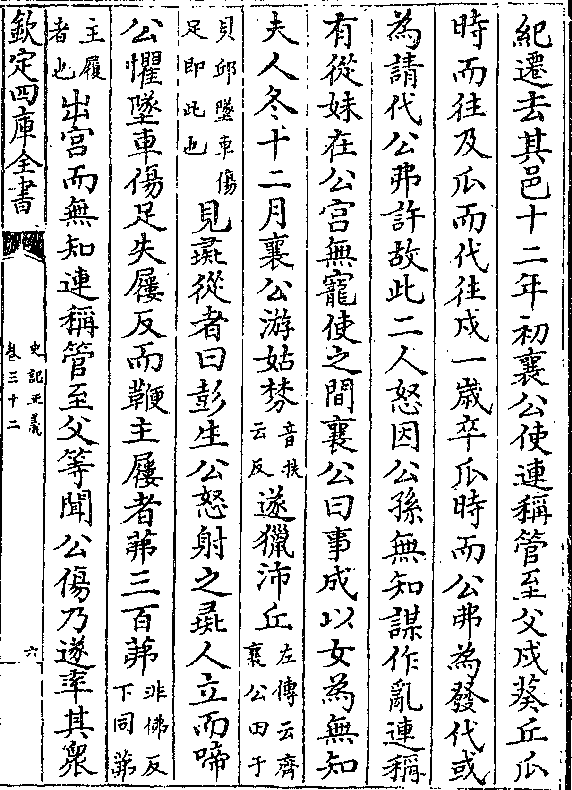 紀遷去其邑十二年初襄公使連稱管至父戍葵丘瓜
時而往及瓜而代往戍一歲卒瓜時而公弗為發代或
為請代公弗許故此二人怒因公孫無知謀作亂連稱
有從妹在公宮無寵使之間襄公曰事成以女為無知
夫人冬十二月襄公游姑棼音扶云反遂獵沛丘左傳云齊襄公田于
貝邱墜車傷足即此也見彘從者曰彭生公怒射之彘人立而啼
公懼墜車傷足失屨反而鞭主屨者茀三百茀非佛反下同茀
主履者也出宮而無知連稱管至父等聞公傷乃遂率其衆
欽定四庫全書
史記正義
卷三十二
六